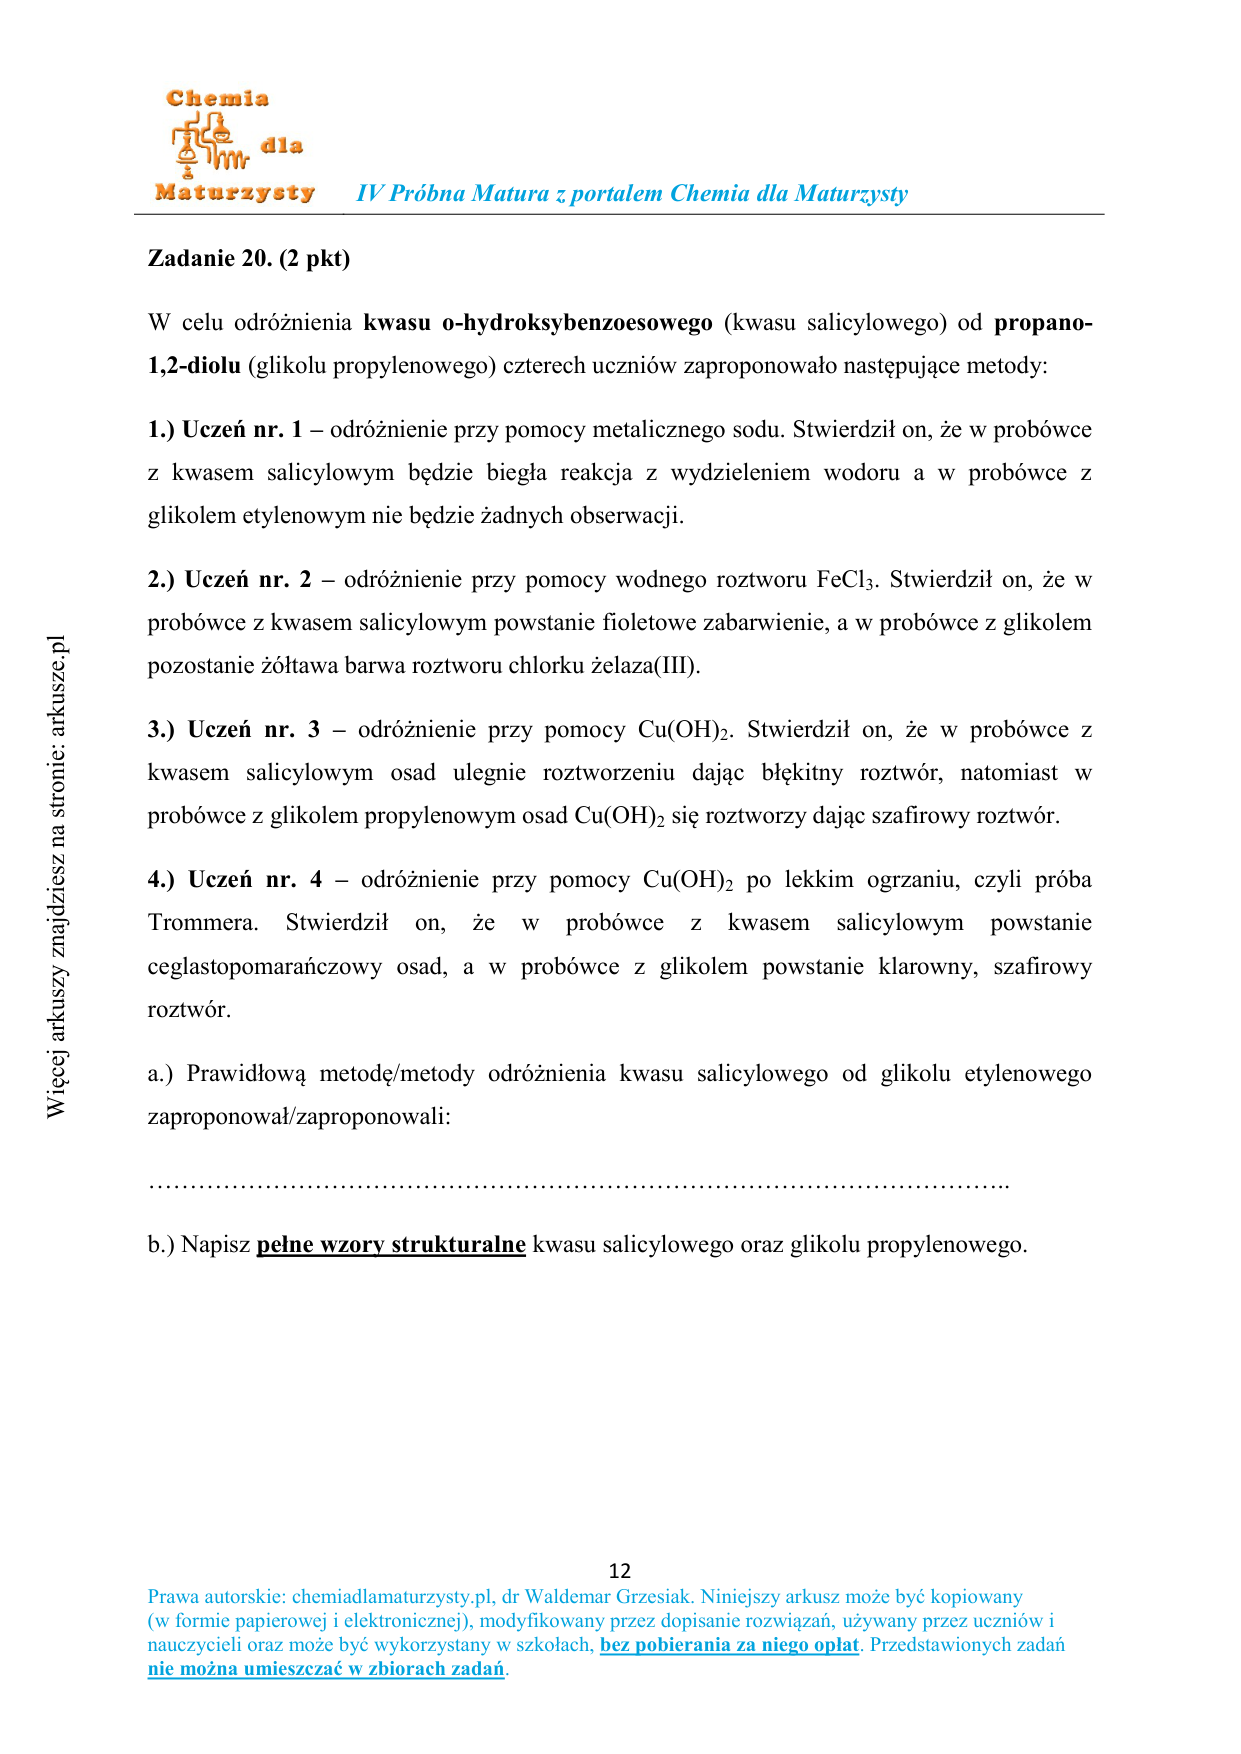 Chemia
dla
Maturzysty
IV Próbna Matura z portalem Chemia dla Maturzysty
Zadanie 20. (2 pkt)
W celu odróżnienia kwasu o-hydroksybenzoesowego (kwasu salicylowego) od propano-
1,2-diolu (glikolu propylenowego) czterech uczniów zaproponowało następujące metody:
1.) Uczeń nr. 1 – odróżnienie przy pomocy metalicznego sodu. Stwierdził on, że w probówce
z kwasem salicylowym będzie biegła reakcja z wydzieleniem wodoru a w probówce z
glikolem etylenowym nie będzie żadnych obserwacji.
2.) Uczeń nr. 2 – odróżnienie przy pomocy wodnego roztworu FeCl₃. Stwierdził on, że w
probówce z kwasem salicylowym powstanie fioletowe zabarwienie, a w probówce z glikolem
pozostanie żółtawa barwa roztworu chlorku żelaza(III).
3.) Uczeń nr. 3 – odróżnienie przy pomocy Cu(OH)₂. Stwierdził on, że w probówce z
kwasem salicylowym osad ulegnie roztworzeniu dając błękitny roztwór, natomiast w
probówce z glikolem propylenowym osad Cu(OH)₂ się roztworzy dając szafirowy roztwór.
4.) Uczeń nr. 4 – odróżnienie przy pomocy Cu(OH)₂ po lekkim ogrzaniu, czyli próba
Trommera. Stwierdził on, że w probówce z kwasem salicylowym powstanie
ceglastopomarańczowy osad, a w probówce z glikolem powstanie klarowny, szafirowy
roztwór.
a.) Prawidłową metodę/metody odróżnienia kwasu salicylowego od glikolu etylenowego
zaproponował/zaproponowali:
…………………………………………………………………………………………..
b.) Napisz pełne wzory strukturalne kwasu salicylowego oraz glikolu propylenowego.
Więcej arkuszy znajdziesz na stronie: arkusze.pl
12
Prawa autorskie: chemiadlamaturzysty.pl, dr Waldemar Grzesiak. Niniejszy arkusz może być kopiowany
(w formie papierowej i elektronicznej), modyfikowany przez dopisanie rozwiązań, używany przez uczniów i
nauczycieli oraz może być wykorzystany w szkołach, bez pobierania za niego opłat. Przedstawionych zadań
nie można umieszczać w zbiorach zadań.